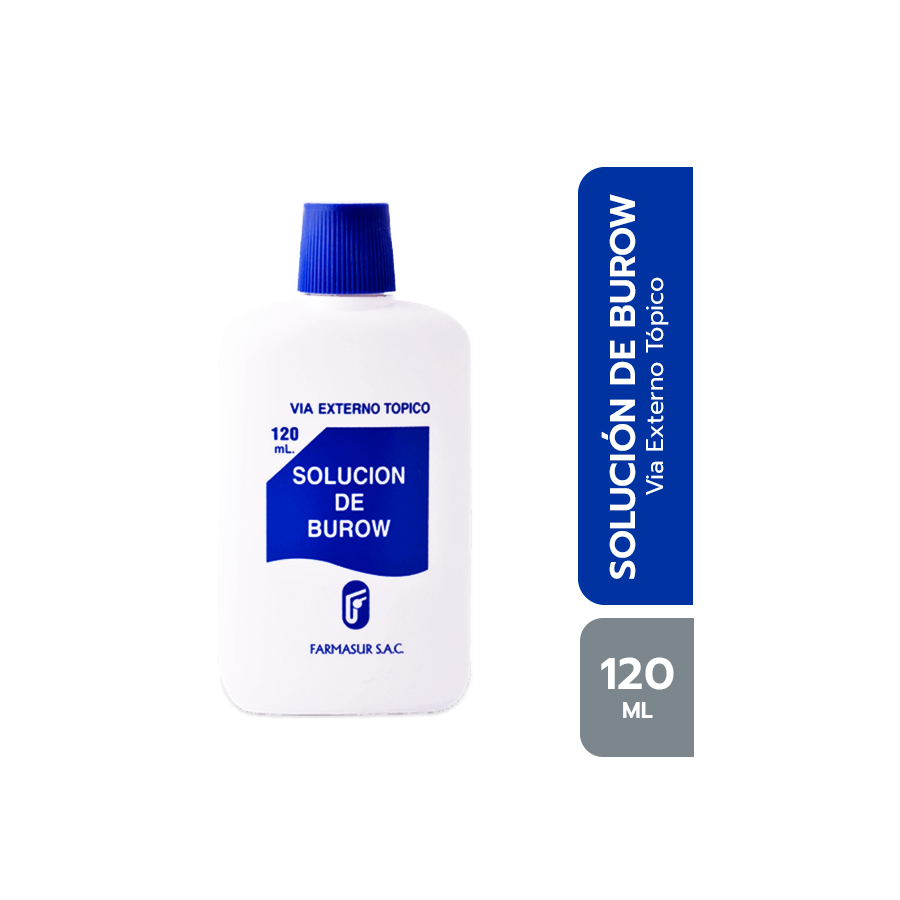 VIA EXTERNO TOPICO
120
mL.
SOLUCION
DE
BUROW
FARMASUR S.A.C.
SOLUCIÓN DE BUROW
Via Externo Tópico
120
ML